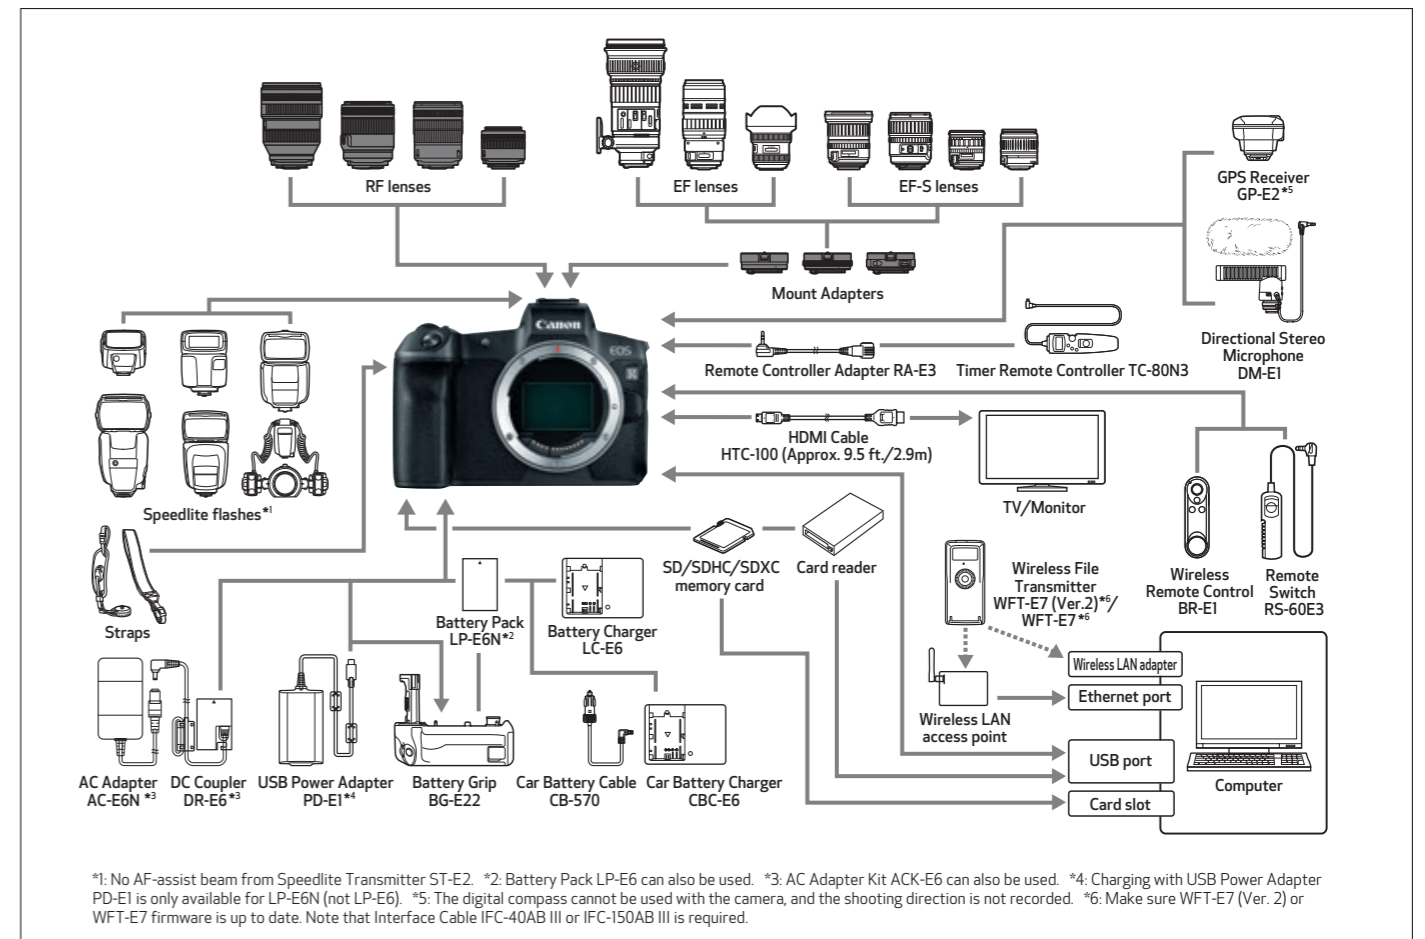 RF lenses
EF lenses
EF-S lenses
GPS Receiver
GP-E2*5
Mount Adapters
Canon
EOS
R
Directional Stereo
Microphone
DM-E1
Remote Controller Adapter RA-E3
Timer Remote Controller TC-80N3
HDMI Cable
HTC-100 (Approx. 9.5 ft./2.9m)
TV/Monitor
Speedlite flashes*1
SD/SDHC/SDXC
memory card
Card reader
Wireless File
Transmitter
WFT-E7 (Ver.2)*6/
WFT-E7*6
Wireless
Remote Control
BR-E1
Remote
Switch
RS-60E3
Straps
Battery Pack
LP-E6N*2
Battery Charger
LC-E6
Wireless LAN adapter
Ethernet port
Wireless LAN
access point
USB port
Card slot
Computer
AC Adapter
AC-E6N *3
DC Coupler
DR-E6*3
USB Power Adapter
PD-E1*4
Battery Grip
BG-E22
Car Battery Cable
CB-570
Car Battery Charger
CBC-E6
*1: No AF-assist beam from Speedlite Transmitter ST-E2. *2: Battery Pack LP-E6 can also be used. *3: AC Adapter Kit ACK-E6 can also be used. *4: Charging with USB Power Adapter
PD-E1 is only available for LP-E6N (not LP-E6). *5: The digital compass cannot be used with the camera, and the shooting direction is not recorded. *6: Make sure WFT-E7 (Ver. 2) or
WFT-E7 firmware is up to date. Note that Interface Cable IFC-40AB III or IFC-150AB III is required.